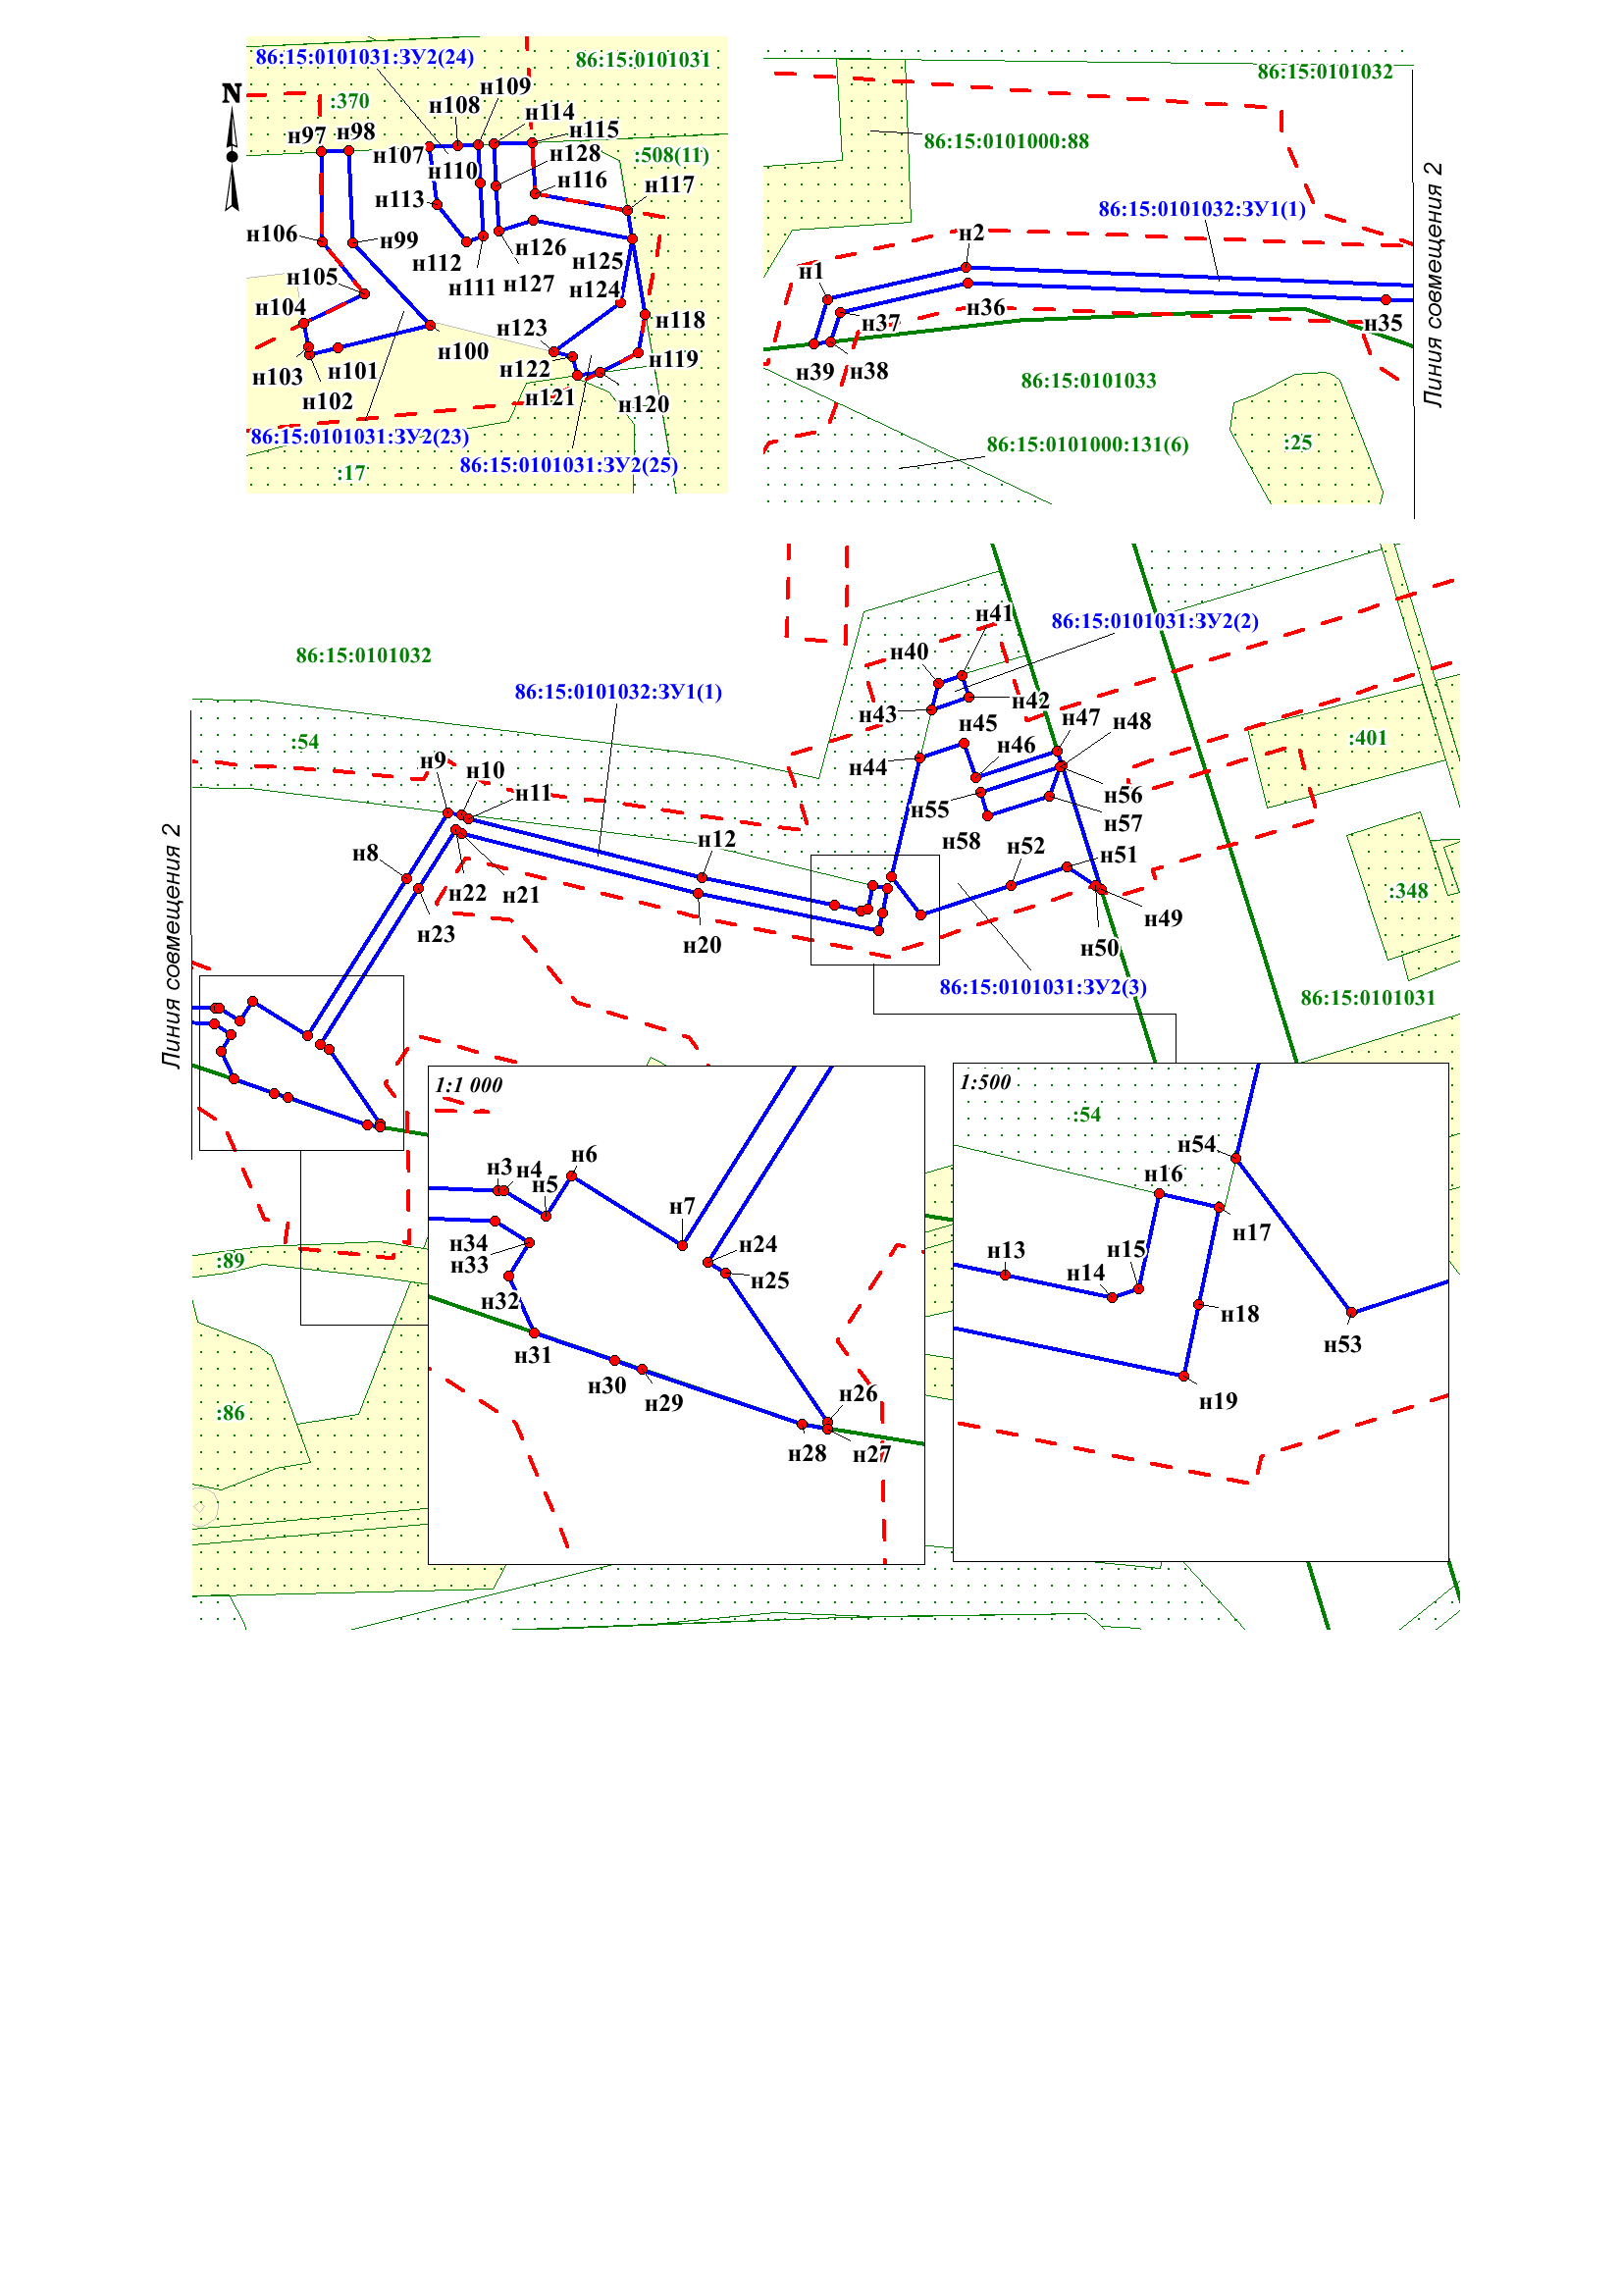 86:15:0101031:ЗУ2(24)
86:15:0101031
N
:370
н109
н108
н114
н97
н98
н115
н107
н128
:508(11)
н110
н116
н117
н113
н106
н99
н126
н112
н125
н105
н111
н127
н124
н104
н118
н123
н100
н119
н101
н122
н103
н121
н102
н120
86:15:0101031:ЗУ2(23)
86:15:0101031:ЗУ2(25)
:17
86:15:0101032
86:15:0101000:88
86:15:0101032:ЗУ1(1)
н2
н1
н36
н37
н35
н39
н38
86:15:0101033
86:15:0101000:131(6)
:25
Линия совмещения 2
н41
86:15:0101031:ЗУ2(2)
86:15:0101032
н40
86:15:0101032:ЗУ1(1)
н42
н43
н45
н47
н48
:54
н46
:401
н9
н10
н44
н11
н56
н55
н57
н12
н58
н8
н52
н51
н22
н21
:348
н49
н23
н20
н50
86:15:0101031:ЗУ2(3)
86:15:0101031
Линия совмещения 2
1:1 000
н3
н4
н6
н5
н7
н34
н24
н33
н25
н32
н31
н30
н29
н26
н28
н27
1:500
:54
н54
н16
н17
н13
н15
н14
н18
н53
н19
:89
:86